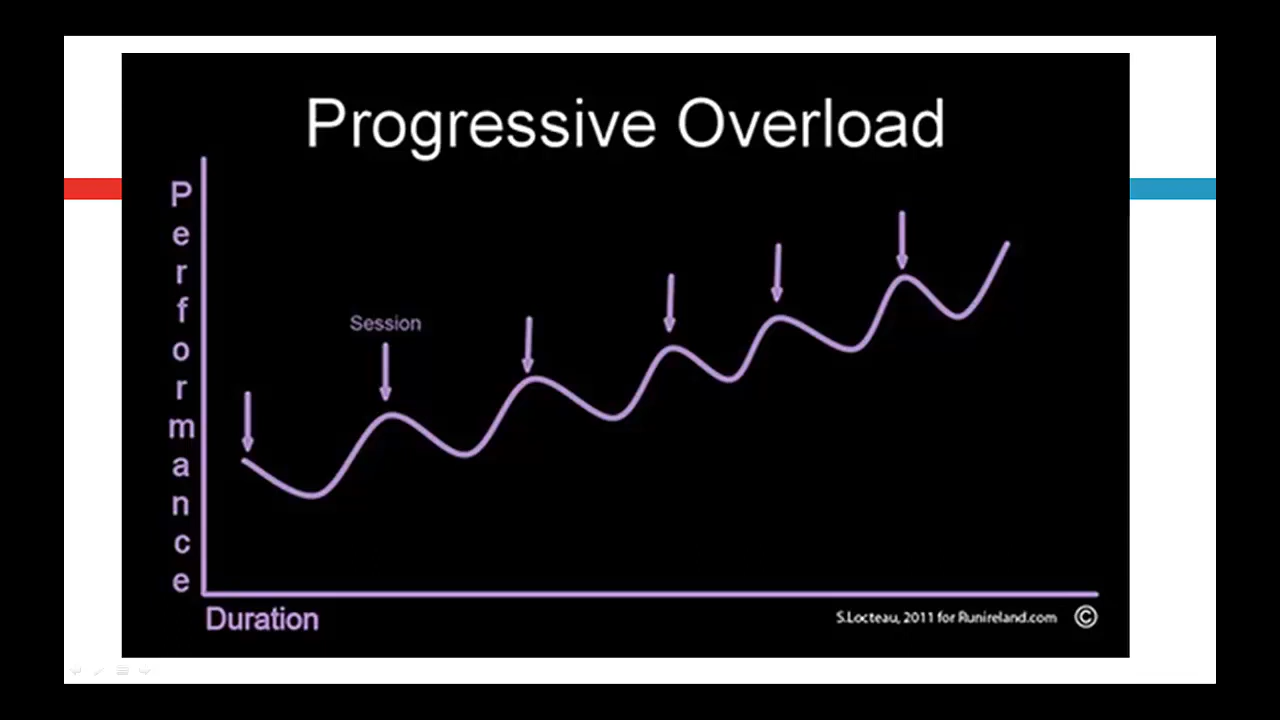 Progressive Overload
Performance
Session
Duration
S.Locteau, 2011 for Runireland.com ©